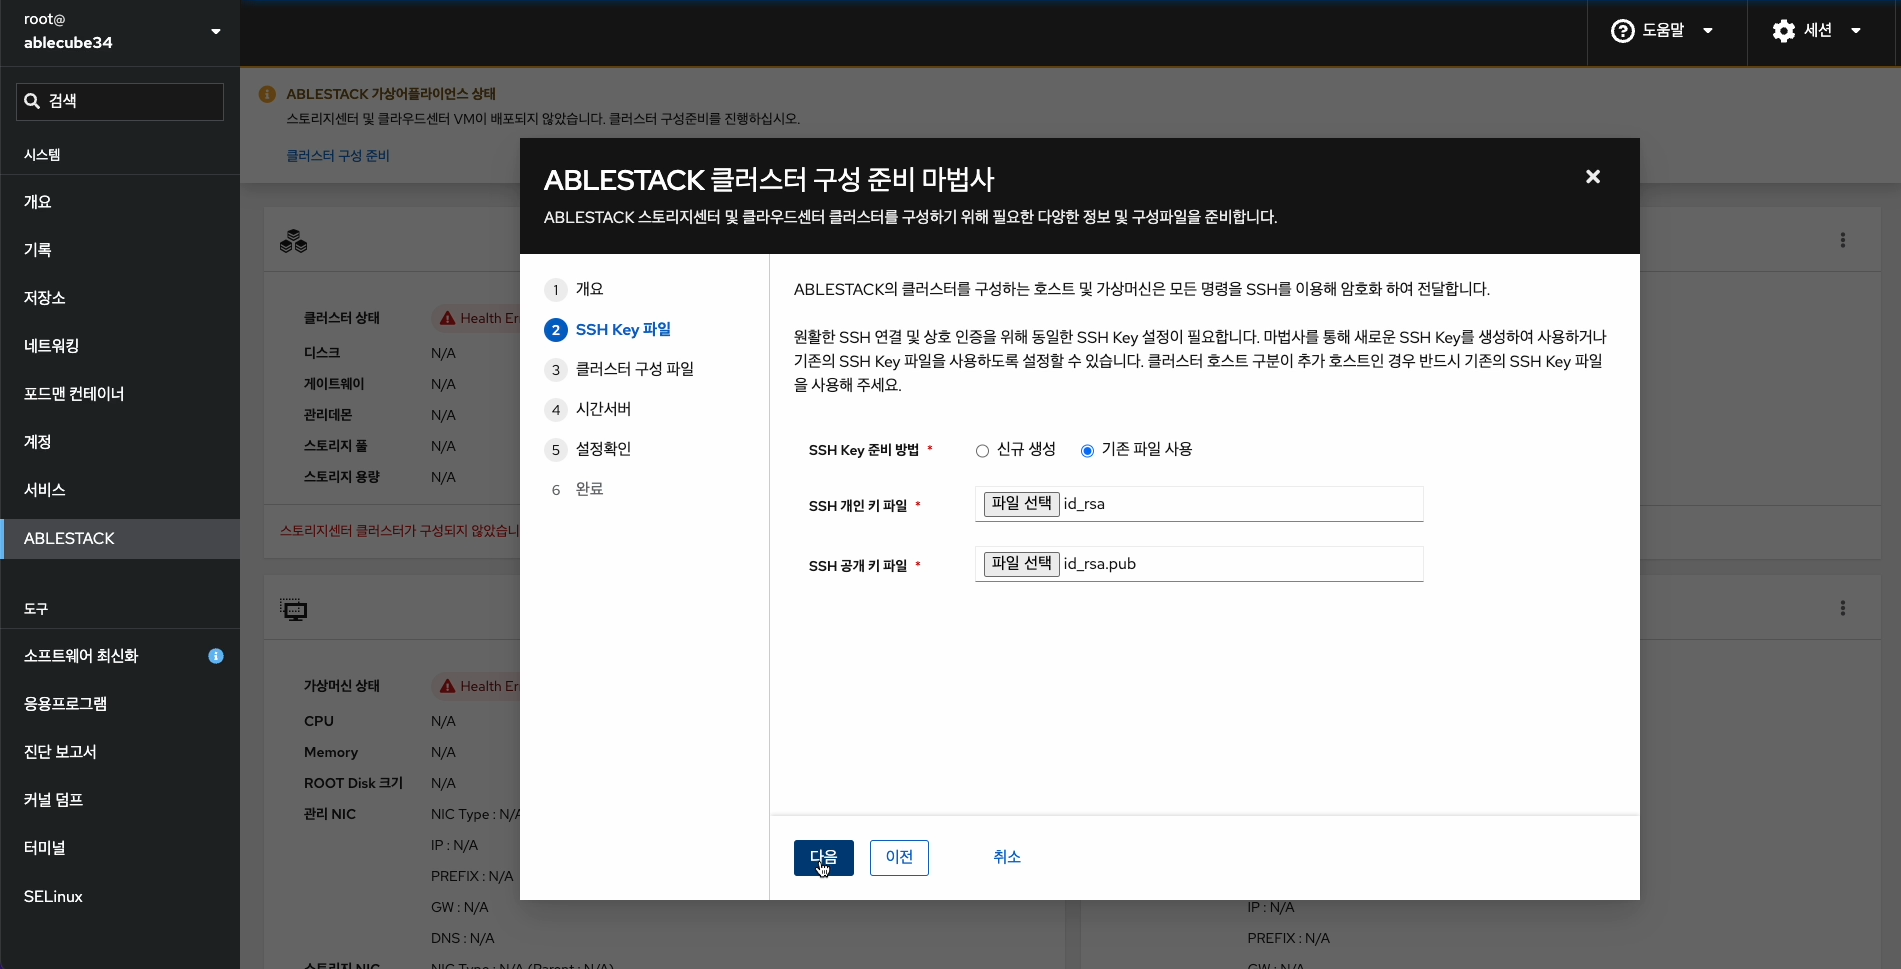 root@
ablecube34
도움말
세션
검색
시스템
개요
기록
저장소
네트워킹
포드맨 컨테이너
계정
서비스
ABLESTACK
도구
소프트웨어 최신화
응용프로그램
진단 보고서
커널 덤프
터미널
SELinux
ABLESTACK 가상어플라이언스 상태
스토리지센터 및 클라우드센터 VM이 배포되지 않았습니다. 클러스터 구성준비를 진행하십시오.
클러스터 구성 준비
클러스터 상태
Health Er
디스크
N/A
게이트웨이
N/A
관리데몬
N/A
스토리지 풀
N/A
스토리지 용량
N/A
스토리지센터 클러스터가 구성되지 않았습니
가상머신 상태
Health Er
CPU
N/A
Memory
N/A
ROOT Disk 크기
N/A
관리 NIC
NIC Type : N/A
IP : N/A
PREFIX : N/A
GW : N/A
DNS : N/A
스토리지 NIC
NIC Type : N/A (Parent : N/A)
IP : N/A
PREFIX : N/A
GW : N/A
ABLESTACK 클러스터 구성 준비 마법사
ABLESTACK 스토리지센터 및 클라우드센터 클러스터를 구성하기 위해 필요한 다양한 정보 및 구성파일을 준비합니다.
1 개요
2 SSH Key 파일
3 클러스터 구성 파일
4 시간서버
5 설정확인
6 완료
ABLESTACK의 클러스터를 구성하는 호스트 및 가상머신은 모든 명령을 SSH를 이용해 암호화 하여 전달합니다.
원활한 SSH 연결 및 상호 인증을 위해 동일한 SSH Key 설정이 필요합니다. 마법사를 통해 새로운 SSH Key를 생성하여 사용하거나
기존의 SSH Key 파일을 사용하도록 설정할 수 있습니다. 클러스터 호스트 구분이 추가 호스트인 경우 반드시 기존의 SSH Key 파일
을 사용해 주세요.
SSH Key 준비 방법 *
신규 생성
기존 파일 사용
SSH 개인 키 파일 *
파일 선택 id_rsa
SSH 공개 키 파일 *
파일 선택 id_rsa.pub
다음
이전
취소